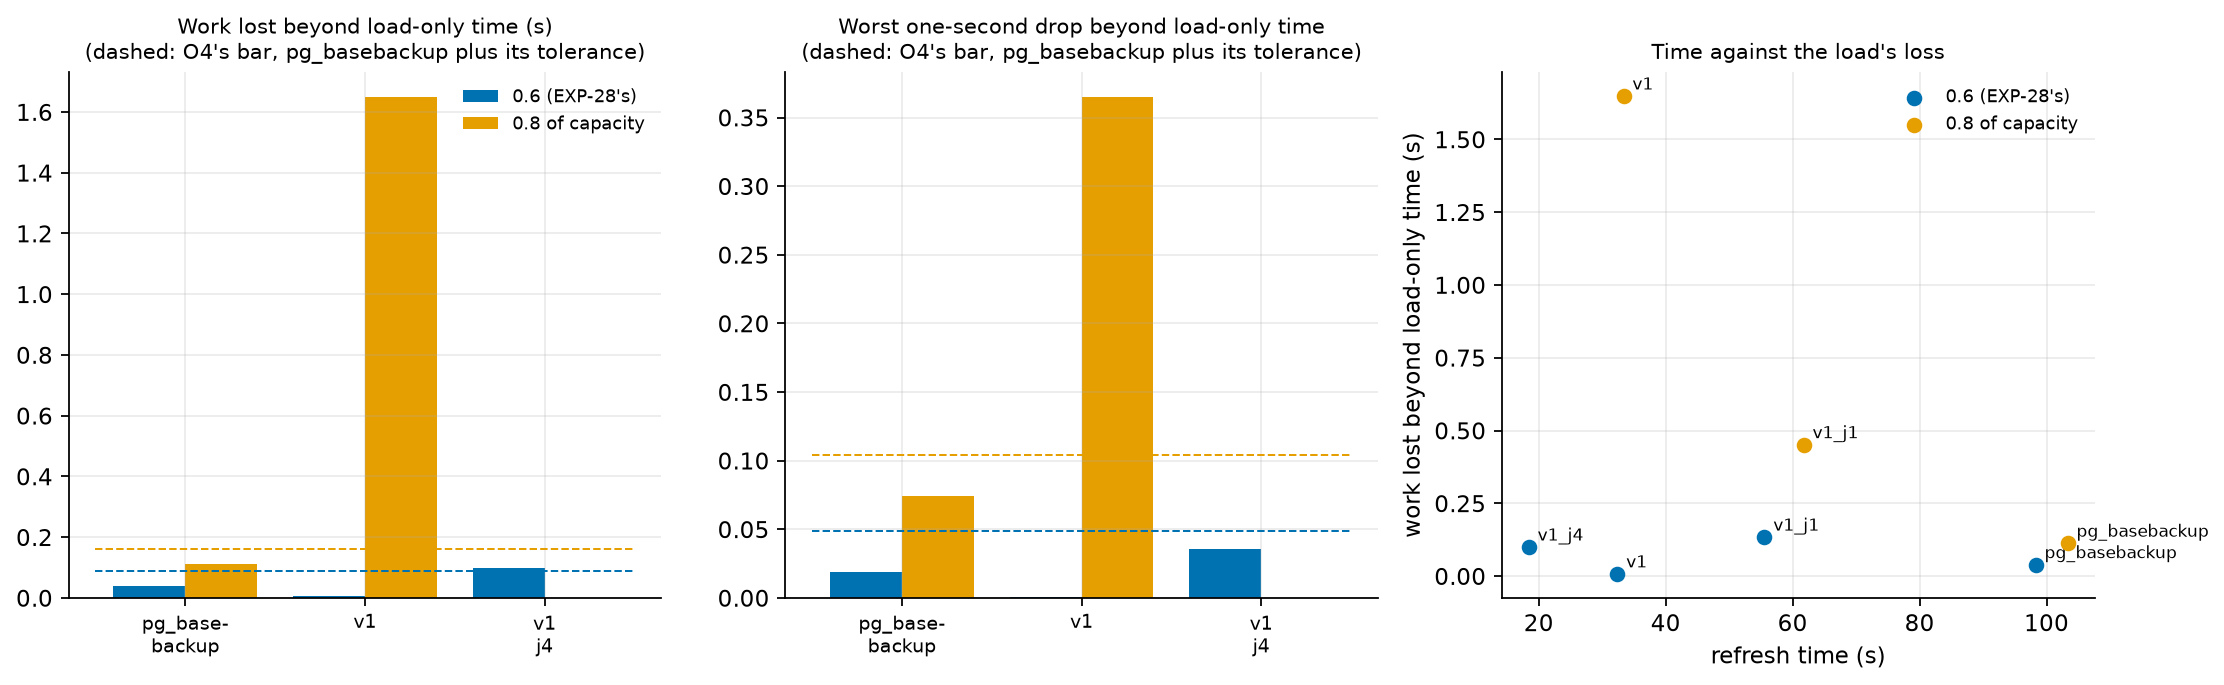 Work lost beyond load-only time (s)
(dashed: O4's bar, pg_basebackup plus its tolerance)
1.6
1.4
1.2
1.0
0.8
0.6
0.4
0.2
0.0
0.6 (EXP-28's)
0.8 of capacity
pg_base-
backup
v1
v1
j4
Worst one-second drop beyond load-only time
(dashed: O4's bar, pg_basebackup plus its tolerance)
0.35
0.30
0.25
0.20
0.15
0.10
0.05
0.00
pg_base-
backup
v1
v1
j4
Time against the load's loss
work lost beyond load-only time (s)
1.50
1.25
1.00
0.75
0.50
0.25
0.00
v1
0.6 (EXP-28's)
0.8 of capacity
v1_j1
v1_j4
v1
v1_j1
pg_basebackup
pg_basebackup
20
40
60
80
100
refresh time (s)